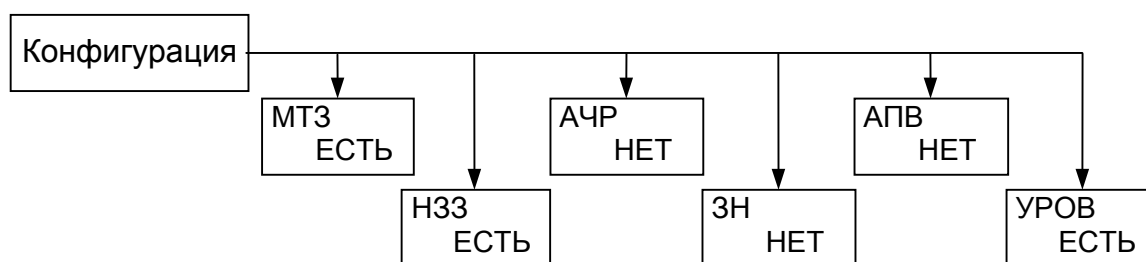 Конфигурация
МТЗ
ЕСТЬ
АЧР
НЕТ
АПВ
НЕТ
НЗЗ
ЕСТЬ
ЗН
НЕТ
УРОВ
ЕСТЬ